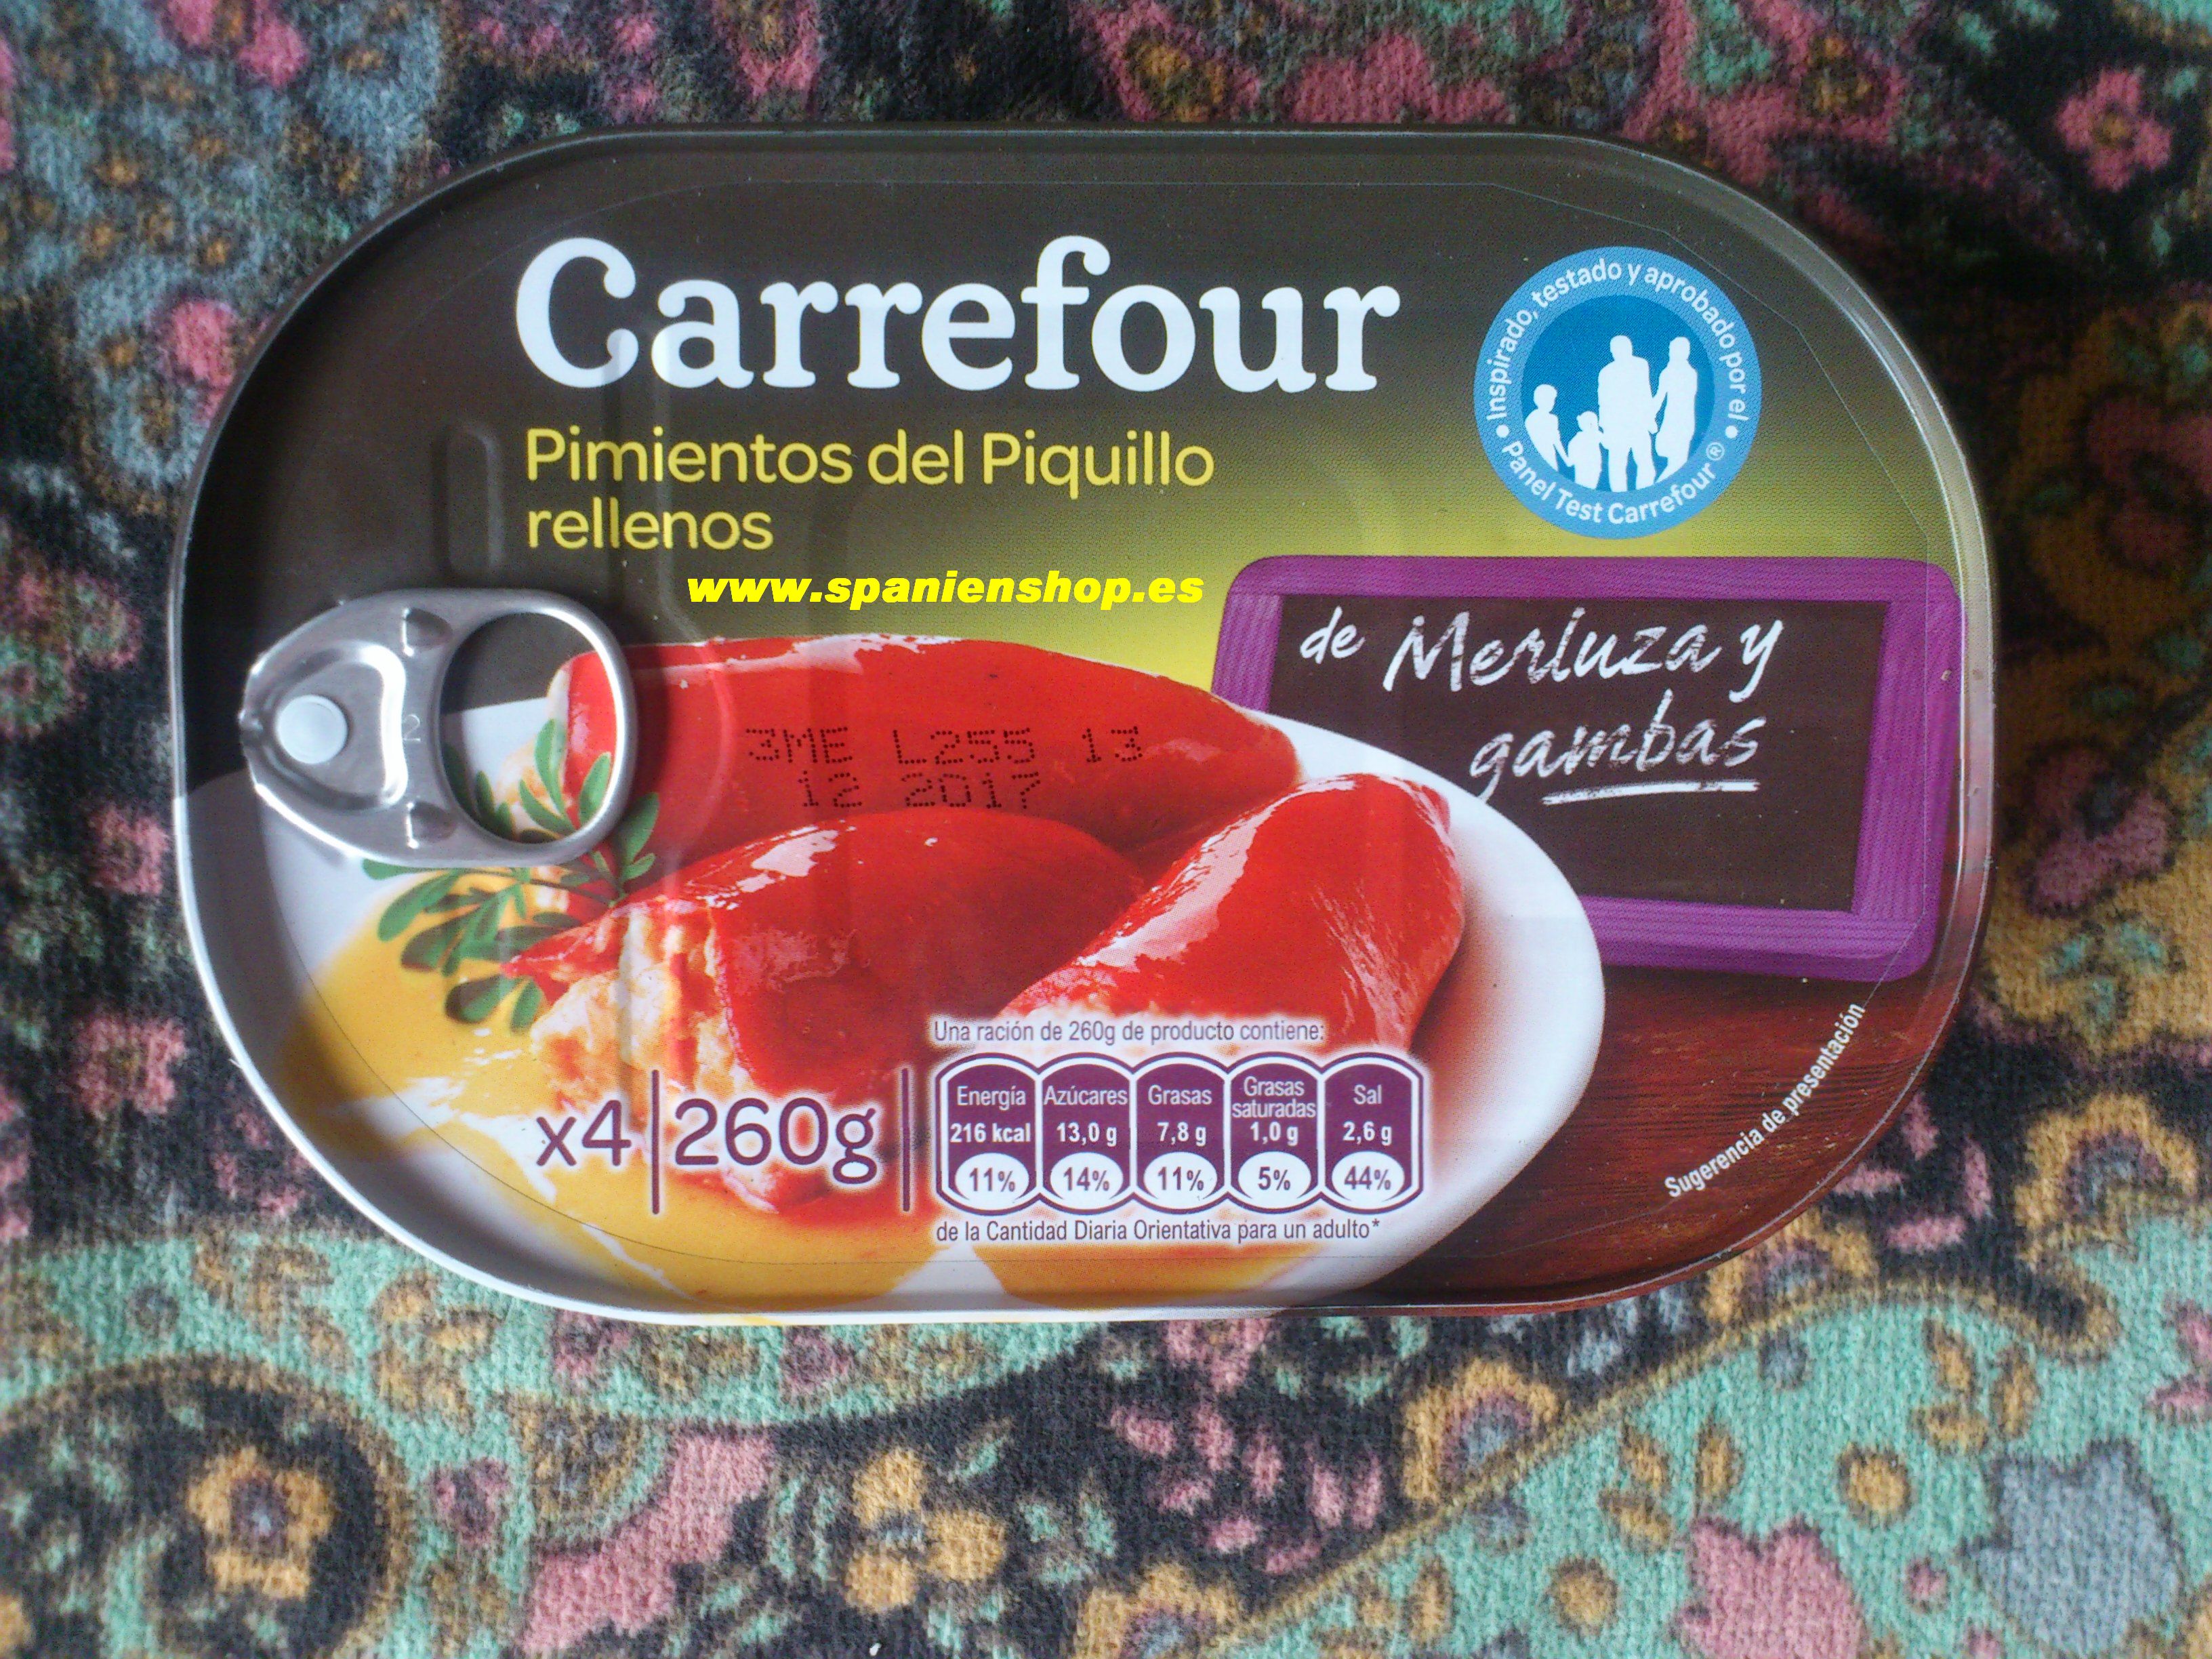 Carrefour
Inspirado, testado y aprobado por el
Panel Test Carrefour ®
Pimientos del Piquillo
rellenos
www.spanienshop.es
de Merluza y
gambas
3ME L255 13
12 2017
2
Una ración de 260g de producto contiene:
x4 260g
Energía Azúcares Grasas Grasas saturadas Sal
216 kcal 13,0 g 7,8 g 1,0 g 2,6 g
11% 14% 11% 5% 44%
de la Cantidad Diaria Orientativa para un adulto*
Sugerencia de presentación